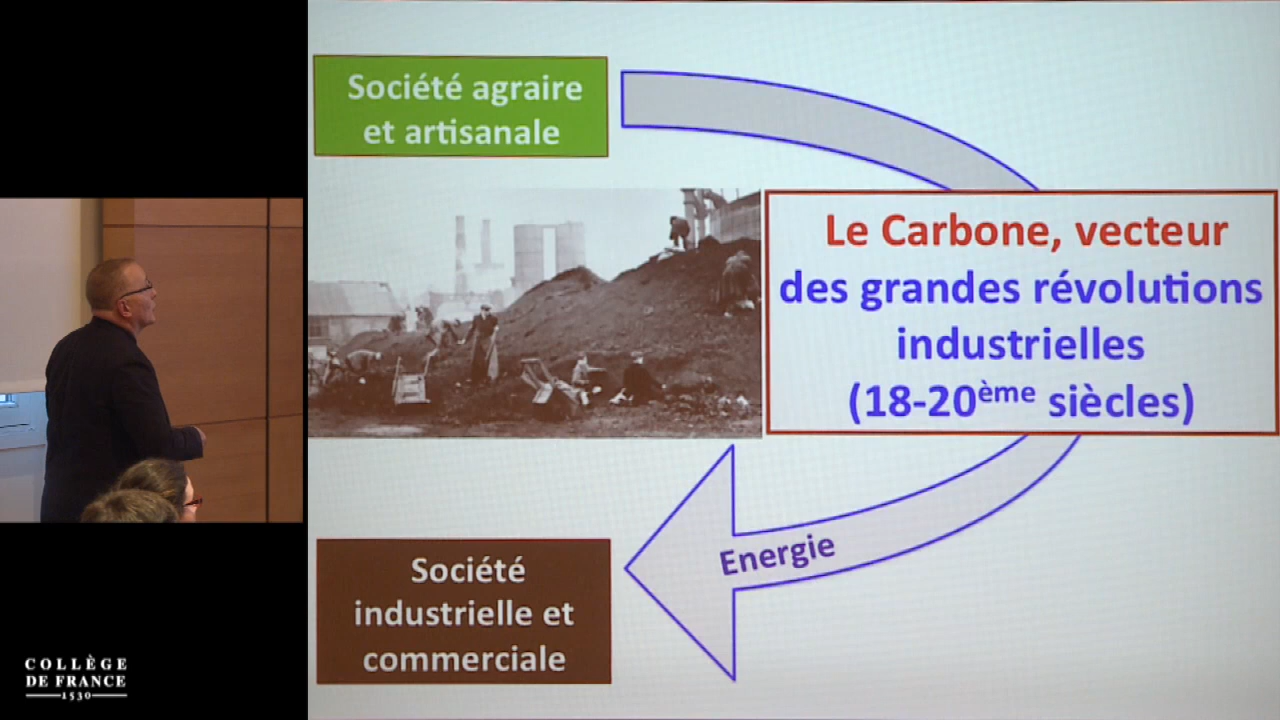 Société agraire
et artisanale
Le Carbone, vecteur
des grandes révolutions
industrielles
(18-20ème siècles)
Energie
Société
industrielle et
commerciale
COLLÈGE
DE FRANCE
1530